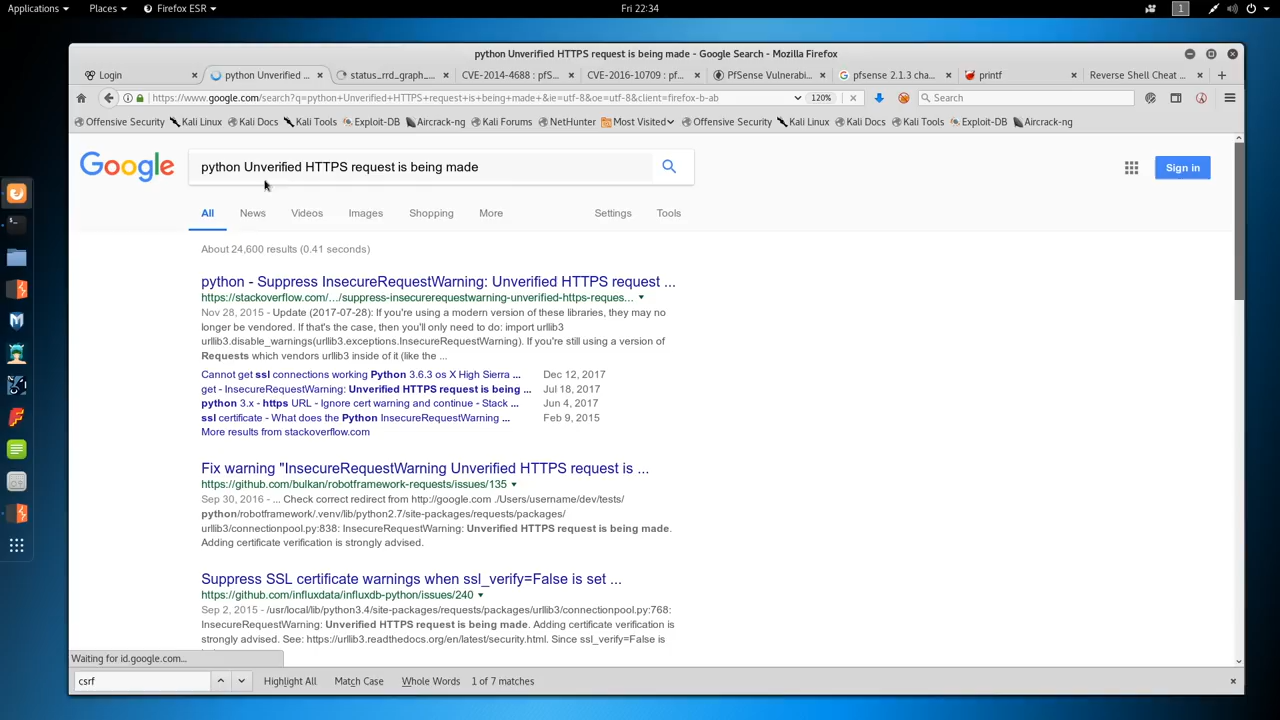 Applications
Places
Firefox ESR
Fri 22:34
1
python Unverified HTTPS request is being made - Google Search - Mozilla Firefox
Login
python Unverified ...
status_rrd_graph_...
CVE-2014-4688 : pfS...
CVE-2016-10709 : pf...
PfSense Vulnerabi...
pfsense 2.1.3 cha...
printf
Reverse Shell Cheat ...
https://www.google.com/search?q=python+Unverified+HTTPS+request+is+being+made+&ie=utf-8&oe=utf-8&client=firefox-b-ab
120%
Search
Offensive Security
Kali Linux
Kali Docs
Kali Tools
Exploit-DB
Aircrack-ng
Kali Forums
NetHunter
Most Visited
Offensive Security
Kali Linux
Kali Docs
Kali Tools
Exploit-DB
Aircrack-ng
Google
python Unverified HTTPS request is being made
Sign in
All
News
Videos
Images
Shopping
More
Settings
Tools
About 24,600 results (0.41 seconds)
python - Suppress InsecureRequestWarning: Unverified HTTPS request ...
https://stackoverflow.com/.../suppress-insecurerequestwarning-unverified-https-reques...
Nov 28, 2015 - Update (2017-07-28): If you're using a modern version of these libraries, they may no
longer be vendored. If that's the case, then you'll only need to do: import urllib3
urllib3.disable_warnings(urllib3.exceptions.InsecureRequestWarning). If you're still using a version of
Requests which vendors urllib3 inside of it (like the ...
Cannot get ssl connections working Python 3.6.3 os X High Sierra ... Dec 12, 2017
get - InsecureRequestWarning: Unverified HTTPS request is being ... Jul 18, 2017
python 3.x - https URL - Ignore cert warning and continue - Stack ... Jun 4, 2017
ssl certificate - What does the Python InsecureRequestWarning ... Feb 9, 2015
More results from stackoverflow.com
Fix warning "InsecureRequestWarning Unverified HTTPS request is ...
https://github.com/bulkan/robotframework-requests/issues/135
Sep 30, 2016 - ... Check correct redirect from http://google.com ./Users/username/dev/tests/
python/robotframework/.venv/lib/python2.7/site-packages/requests/packages/
urllib3/connectionpool.py:838: InsecureRequestWarning: Unverified HTTPS request is being made.
Adding certificate verification is strongly advised.
Suppress SSL certificate warnings when ssl_verify=False is set ...
https://github.com/influxdata/influxdb-python/issues/240
Sep 2, 2015 - /usr/local/lib/python3.4/site-packages/requests/packages/urllib3/connectionpool.py:768:
InsecureRequestWarning: Unverified HTTPS request is being made. Adding certificate verification is
strongly advised. See: https://urllib3.readthedocs.org/en/latest/security.html. Since ssl_verify=False is
Waiting for id.google.com...
csrf
Highlight All
Match Case
Whole Words
1 of 7 matches